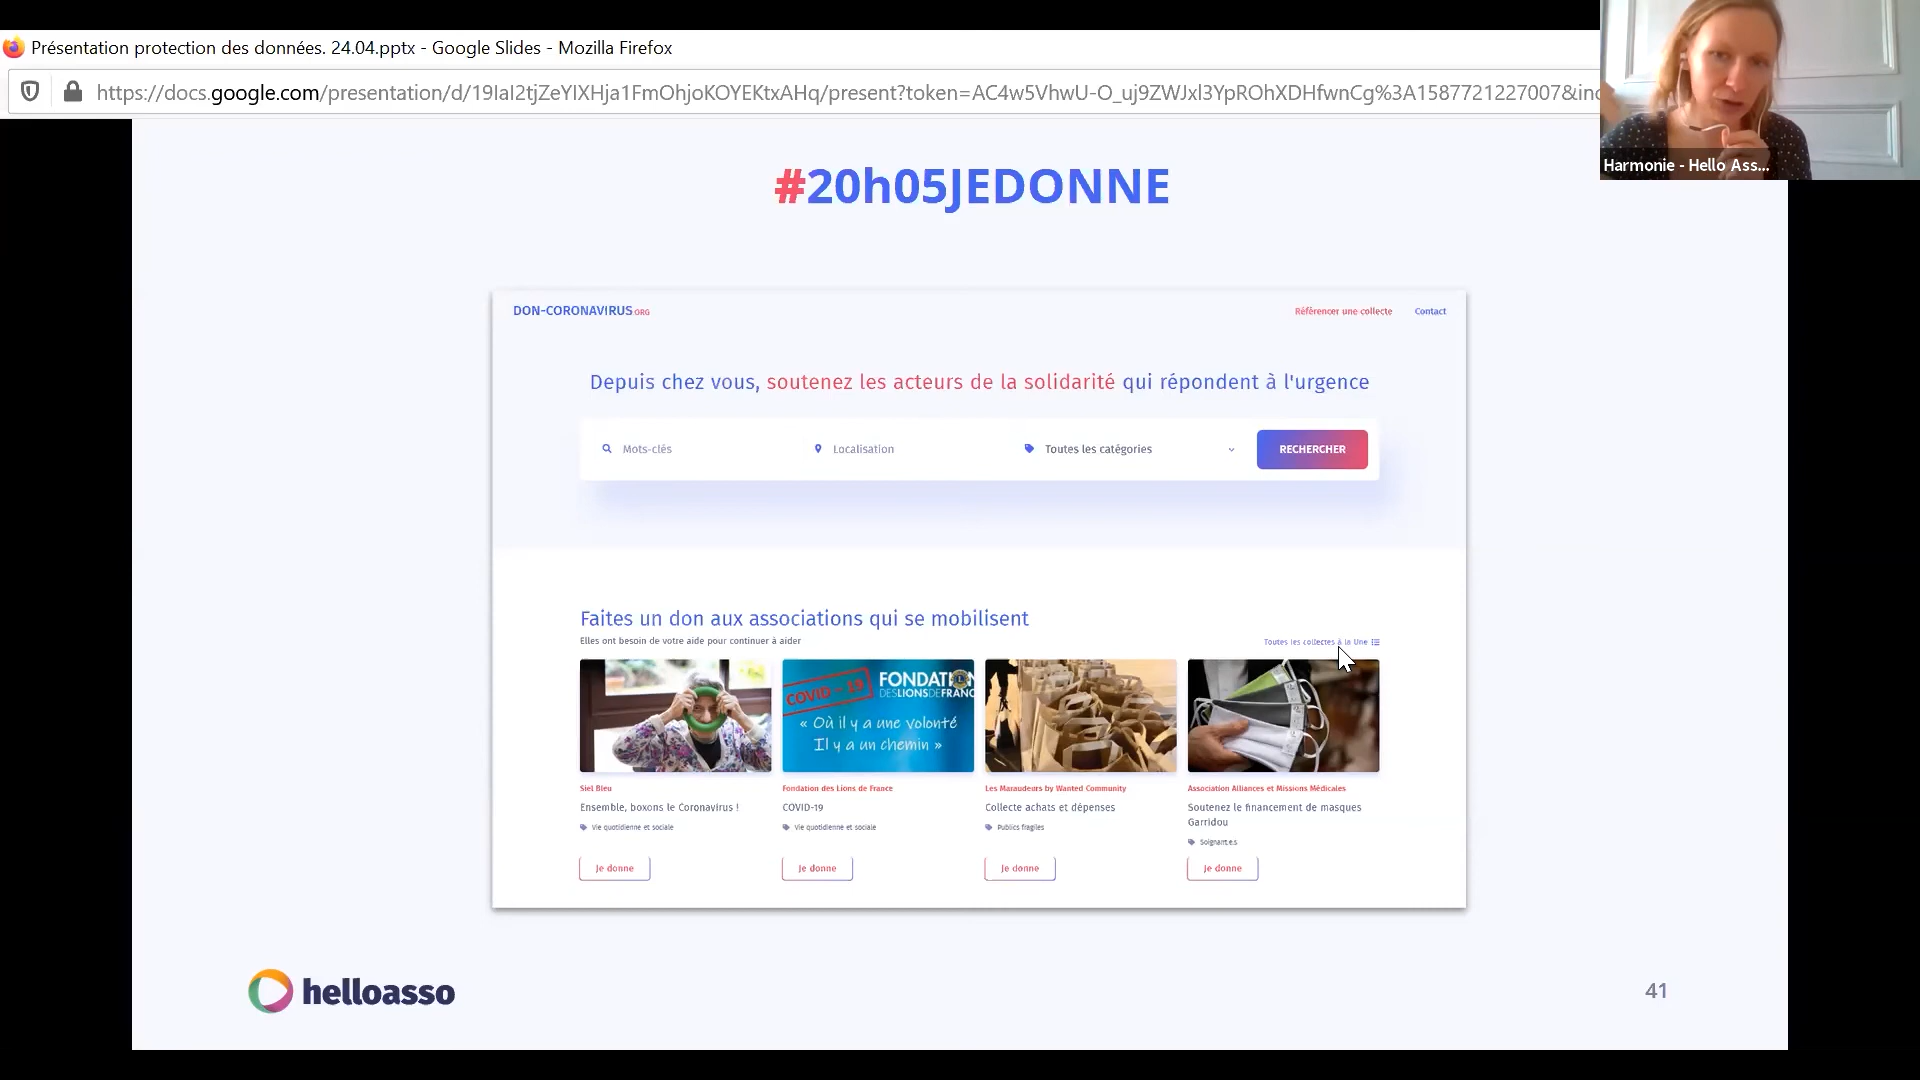 Présentation protection des données. 24.04.pptx - Google Slides - Mozilla Firefox
https://docs.google.com/presentation/d/19IaI2tjZeYIXHja1FmOhjoKOYEKtxAHq/present?token=AC4w5VhwU-O_uj9ZWJxl3YpROhXDHfwnCg%3A1587721227007&inc
Harmonie - Hello Ass...
#20h05JEDONNE
DON-CORONAVIRUS.ORG
Référencer une collecte
Contact
Depuis chez vous, soutenez les acteurs de la solidarité qui répondent à l'urgence
Mots-clés
Localisation
Toutes les catégories
RECHERCHER
Faites un don aux associations qui se mobilisent
Elles ont besoin de votre aide pour continuer à aider
Toutes les collectes à la Une
COVID - 19
FONDATION
DES LIONS DE FRANC
« Où il y a une volonté
Il y a un chemin »
Siel Bleu
Ensemble, boxons le Coronavirus !
Vie quotidienne et sociale
Je donne
Fondation des Lions de France
COVID-19
Vie quotidienne et sociale
Je donne
Les Maraudeurs by Wanted Community
Collecte achats et dépenses
Publics fragiles
Je donne
Association Alliances et Missions Médicales
Soutenez le financement de masques
Garridou
Soignant.e.s
Je donne
helloasso
41